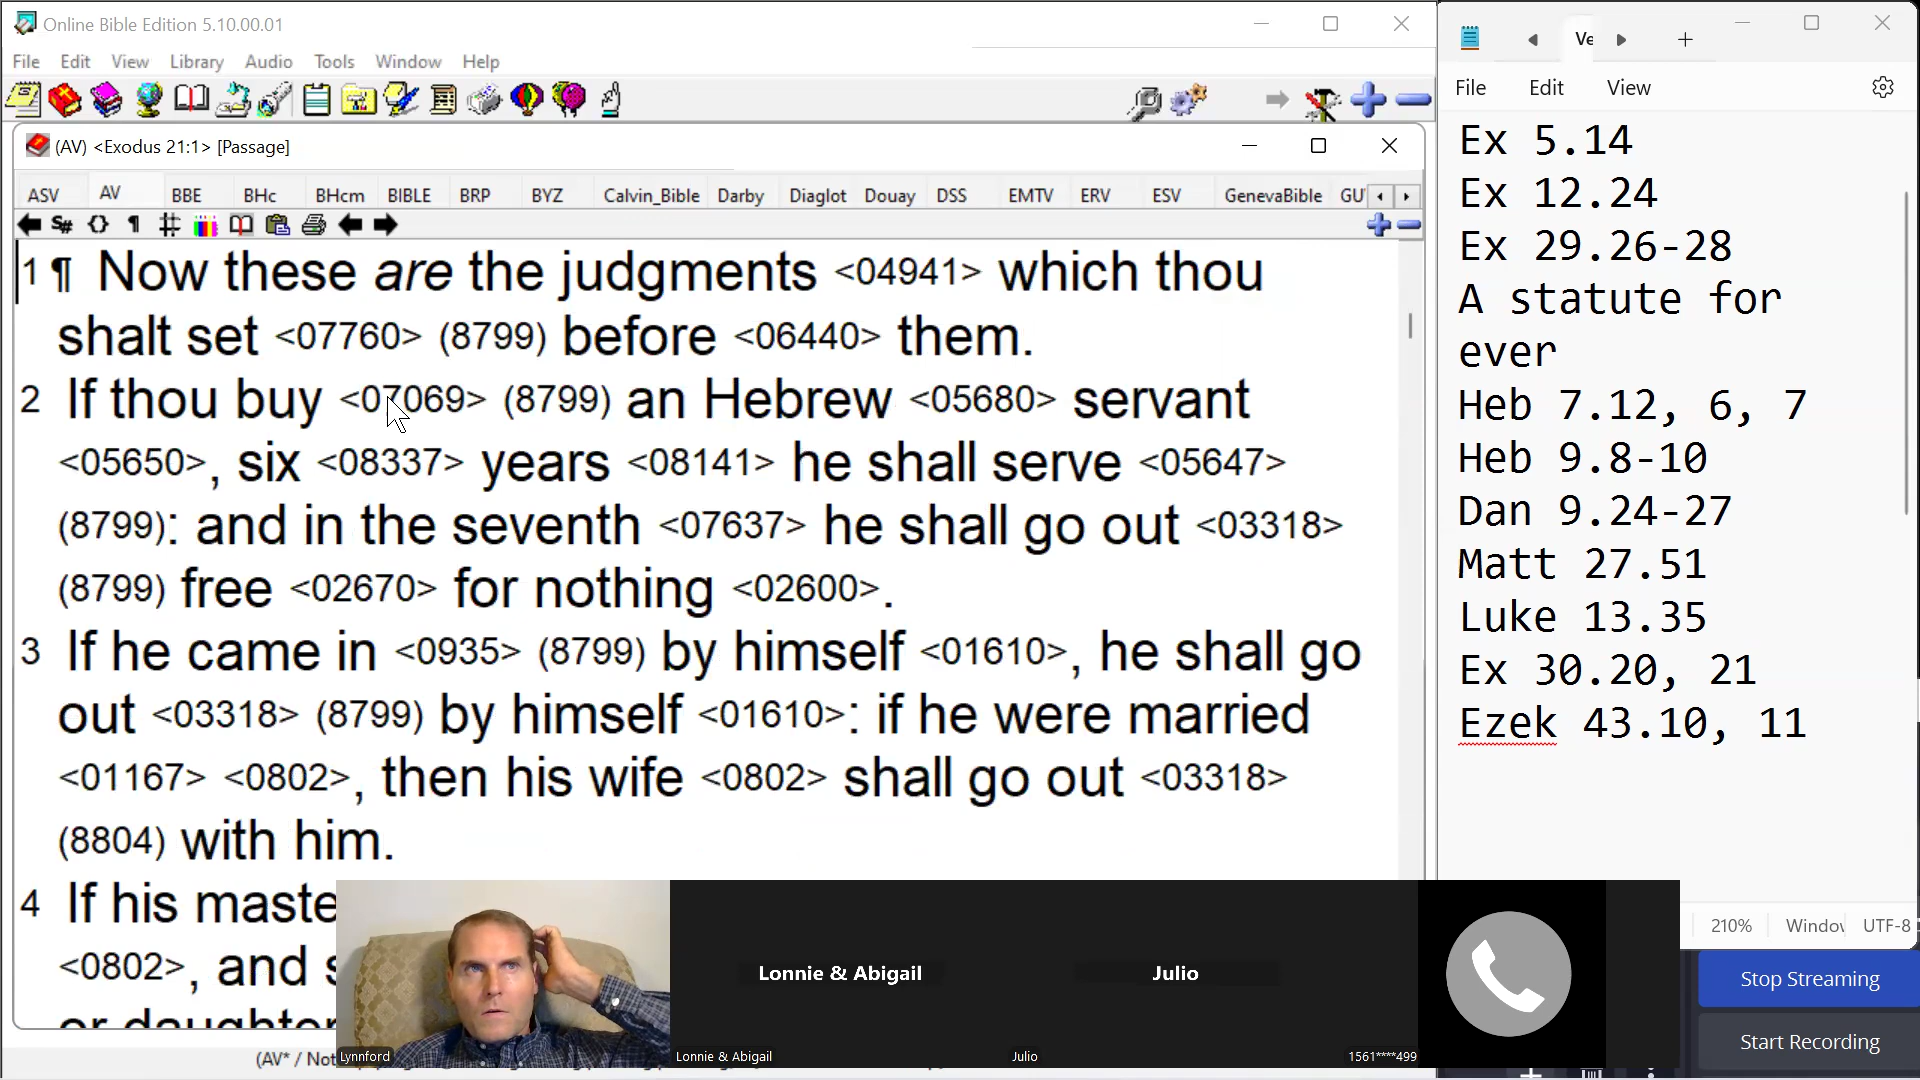 Online Bible Edition 5.10.00.01
File Edit View Library Audio Tools Window Help
(AV) <Exodus 21:1> [Passage]
ASV AV BBE BHc BHcm BIBLE BRP BYZ Calvin_Bible Darby Diaglot Douay DSS EMTV ERV ESV GenevaBible GU
S#
1 ¶ Now these are the judgments <04941> which thou
shalt set <07760> (8799) before <06440> them.
2 If thou buy <07069> (8799) an Hebrew <05680> servant
<05650>, six <08337> years <08141> he shall serve <05647>
(8799): and in the seventh <07637> he shall go out <03318>
(8799) free <02670> for nothing <02600>.
3 If he came in <0935> (8799) by himself <01610>, he shall go
out <03318> (8799) by himself <01610>: if he were married
<01167> <0802>, then his wife <0802> shall go out <03318>
(8804) with him.
4 If his maste
<0802>, and s
or daughter
(AV* / Not
Lynnford
Lonnie & Abigail
Lonnie & Abigail
Julio
Julio
1561****499
Ve
File Edit View
Ex 5.14
Ex 12.24
Ex 29.26-28
A statute for
ever
Heb 7.12, 6, 7
Heb 9.8-10
Dan 9.24-27
Matt 27.51
Luke 13.35
Ex 30.20, 21
Ezek 43.10, 11
210% Window UTF-8
Stop Streaming
Start Recording